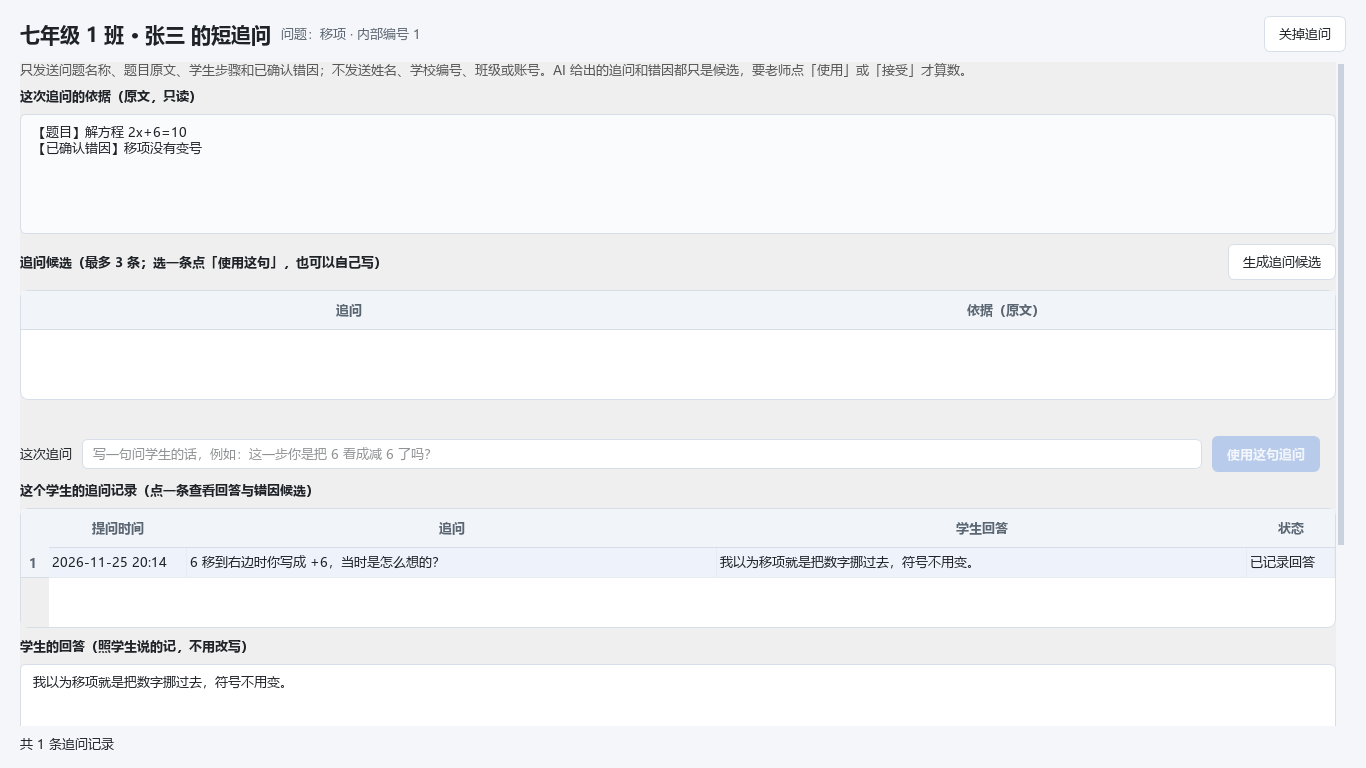 七年级 1 班 • 张三 的短追问 问题：移项 · 内部编号 1
关掉追问
只发送问题名称、题目原文、学生步骤和已确认错因；不发送姓名、学校编号、班级或账号。AI 给出的追问和错因都只是候选，要老师点「使用」或「接受」才算数。
这次追问的依据（原文，只读）
【题目】解方程 2x+6=10
【已确认错因】移项没有变号
追问候选（最多 3 条；选一条点「使用这句」，也可以自己写）
生成追问候选
追问 依据（原文）
这次追问 写一句问学生的话，例如：这一步你是把 6 看成减 6 了吗？ 使用这句追问
这个学生的追问记录（点一条查看回答与错因候选）
提问时间 追问 学生回答 状态
1 2026-11-25 20:14 6 移到右边时你写成 +6，当时是怎么想的？ 我以为移项就是把数字挪过去，符号不用变。 已记录回答
学生的回答（照学生说的记，不用改写）
我以为移项就是把数字挪过去，符号不用变。
共 1 条追问记录